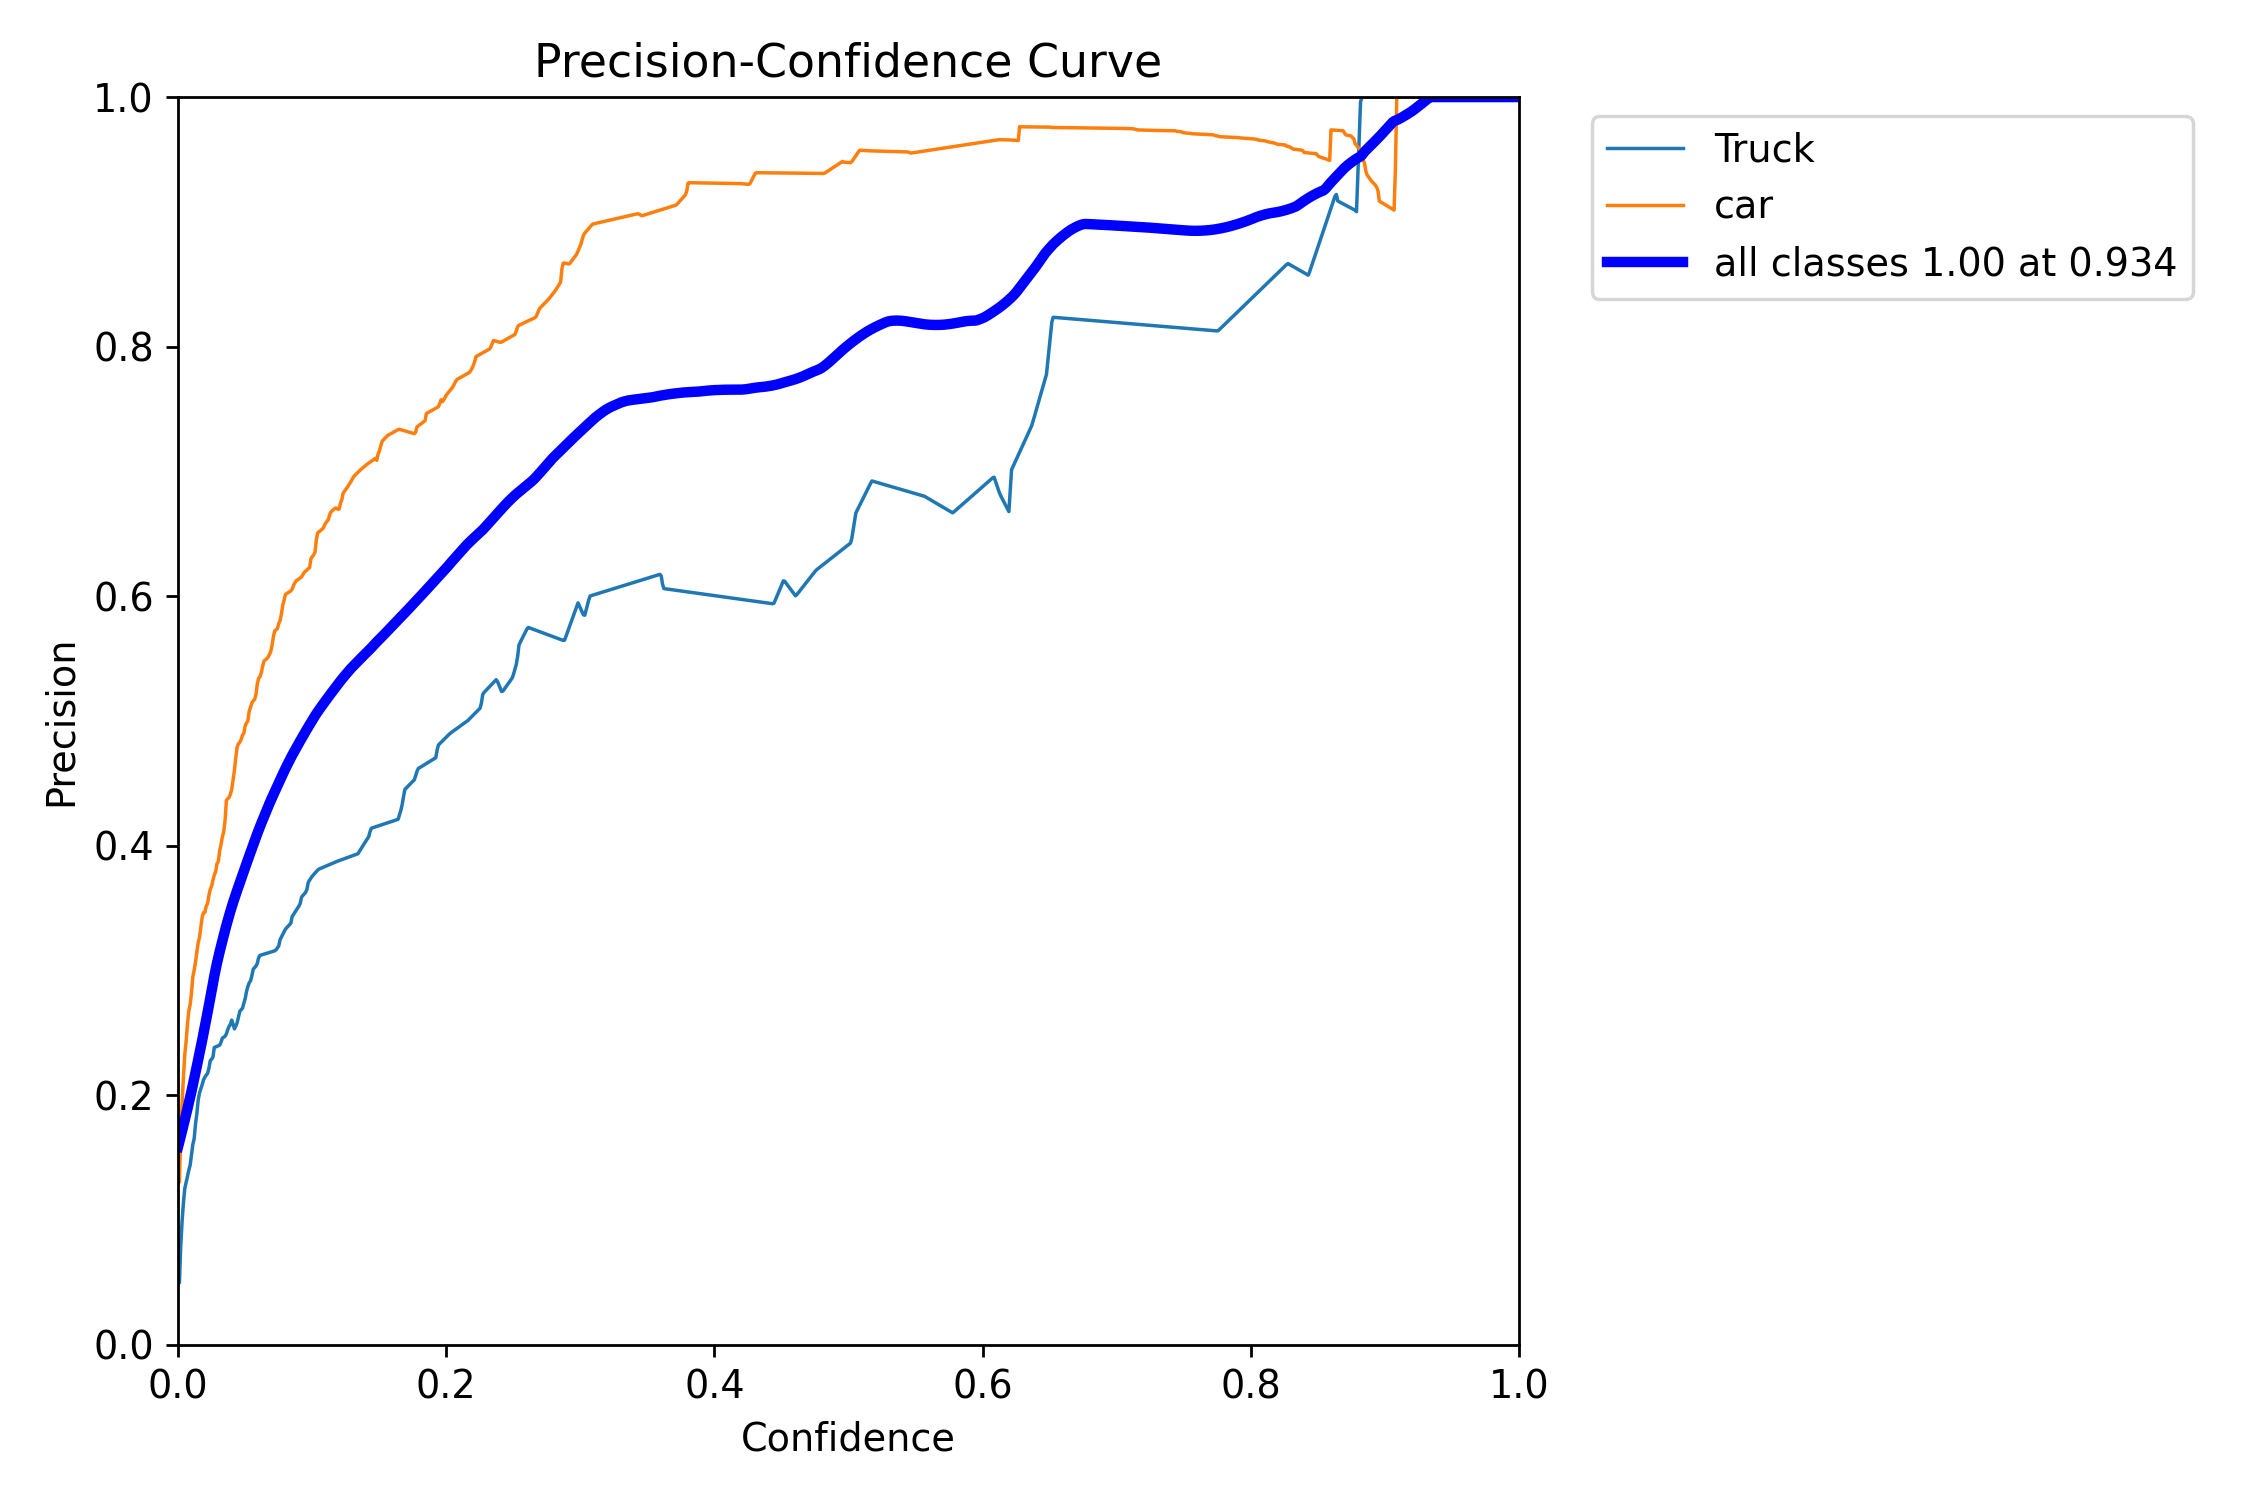 Precision-Confidence Curve
Truck
car
all classes 1.00 at 0.934
1.0
0.8
0.6
0.4
0.2
0.0
Precision
0.0 0.2 0.4 0.6 0.8 1.0
Confidence